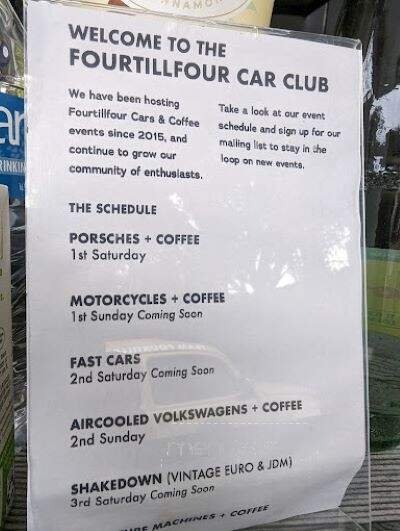 WELCOME TO THE
FOURTILLFOUR CAR CLUB
We have been hosting
Fourtillfour Cars & Coffee
events since 2015, and
continue to grow our
community of enthusiasts.
Take a look at our event
schedule and sign up for our
mailing list to stay in the
loop on new events.
THE SCHEDULE
PORSCHES + COFFEE
1st Saturday
MOTORCYCLES + COFFEE
1st Sunday Coming Soon
FAST CARS
2nd Saturday Coming Soon
AIRCOOLED VOLKSWAGENS + COFFEE
2nd Sunday
SHAKEDOWN (VINTAGE EURO & JDM)
3rd Saturday Coming Soon
MACHINES + COFFEE